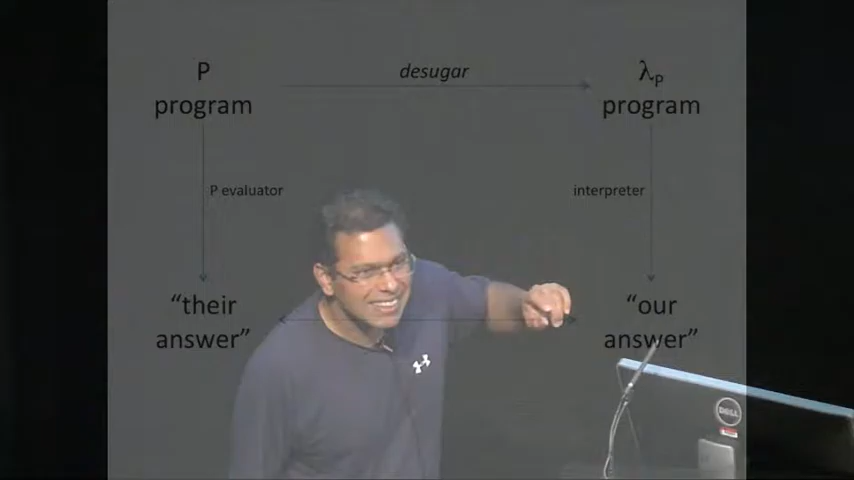 P
program
desugar
λP
program
P evaluator
interpreter
“their
answer”
“our
answer”
DELL